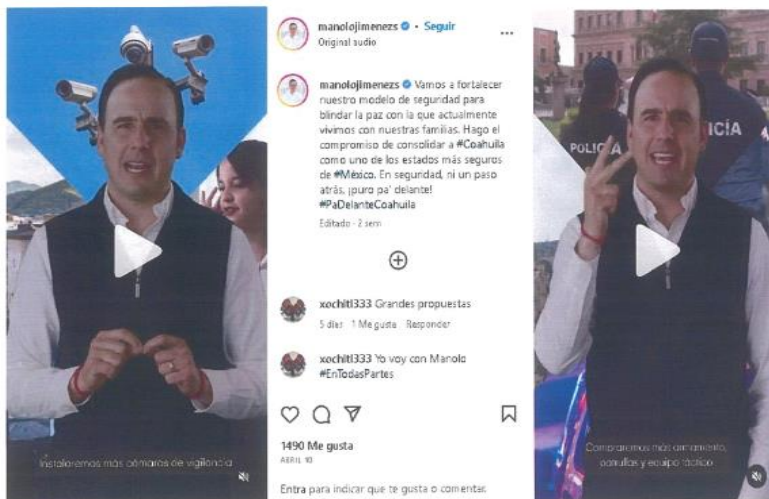 manolojimenezs • Seguir
Original audio
manolojimenezs Vamos a fortalecer
nuestro modelo de seguridad para
blindar la paz con la que actualmente
vivimos con nuestras familias. Hago el
compromiso de consolidar a #Coahuila
como uno de los estados más seguros
de #México. En seguridad, ni un paso
atrás, ¡puro pa' delante!
#PaDelanteCoahuila
Editado · 2 sem
xochitl333 Grandes propuestas
5 días 1 Me gusta Responder
xochitl333 Yo voy con Manolo
#EnTodasPartes
1490 Me gusta
ABRIL 10
Entra para indicar que te gusta o comentar.
Instalaremos más cámaras de vigilancia
POLICÍA
ICÍA
Compraremos más armamento,
patrullas y equipo táctico